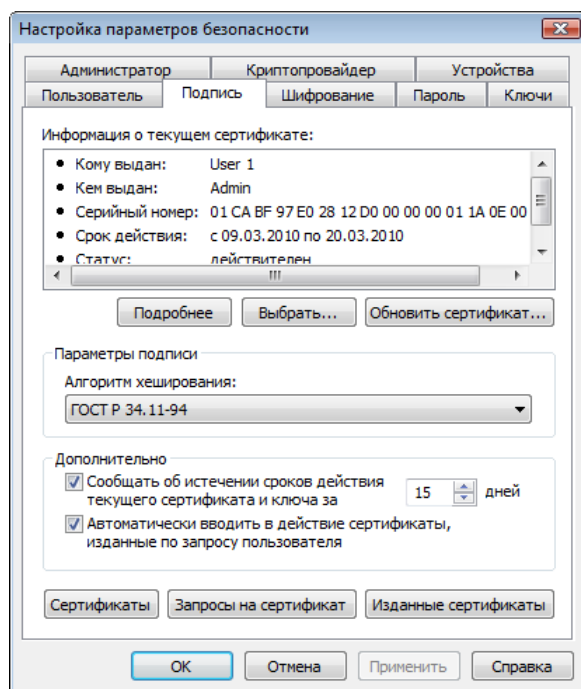 Настройка параметров безопасности
Администратор Криптопровайдер Устройства
Пользователь Подпись Шифрование Пароль Ключи
Информация о текущем сертификате:
• Кому выдан: User 1
• Кем выдан: Admin
• Серийный номер: 01 CA BF 97 E0 28 12 D0 00 00 00 01 1A 0E 00
• Срок действия: с 09.03.2010 по 20.03.2010
• Статус: действителен
Подробнее Выбрать... Обновить сертификат...
Параметры подписи
Алгоритм хеширования:
ГОСТ Р 34.11-94
Дополнительно
Сообщать об истечении сроков действия
текущего сертификата и ключа за 15 дней
Автоматически вводить в действие сертификаты,
изданные по запросу пользователя
Сертификаты Запросы на сертификат Изданные сертификаты
ОК Отмена Применить Справка